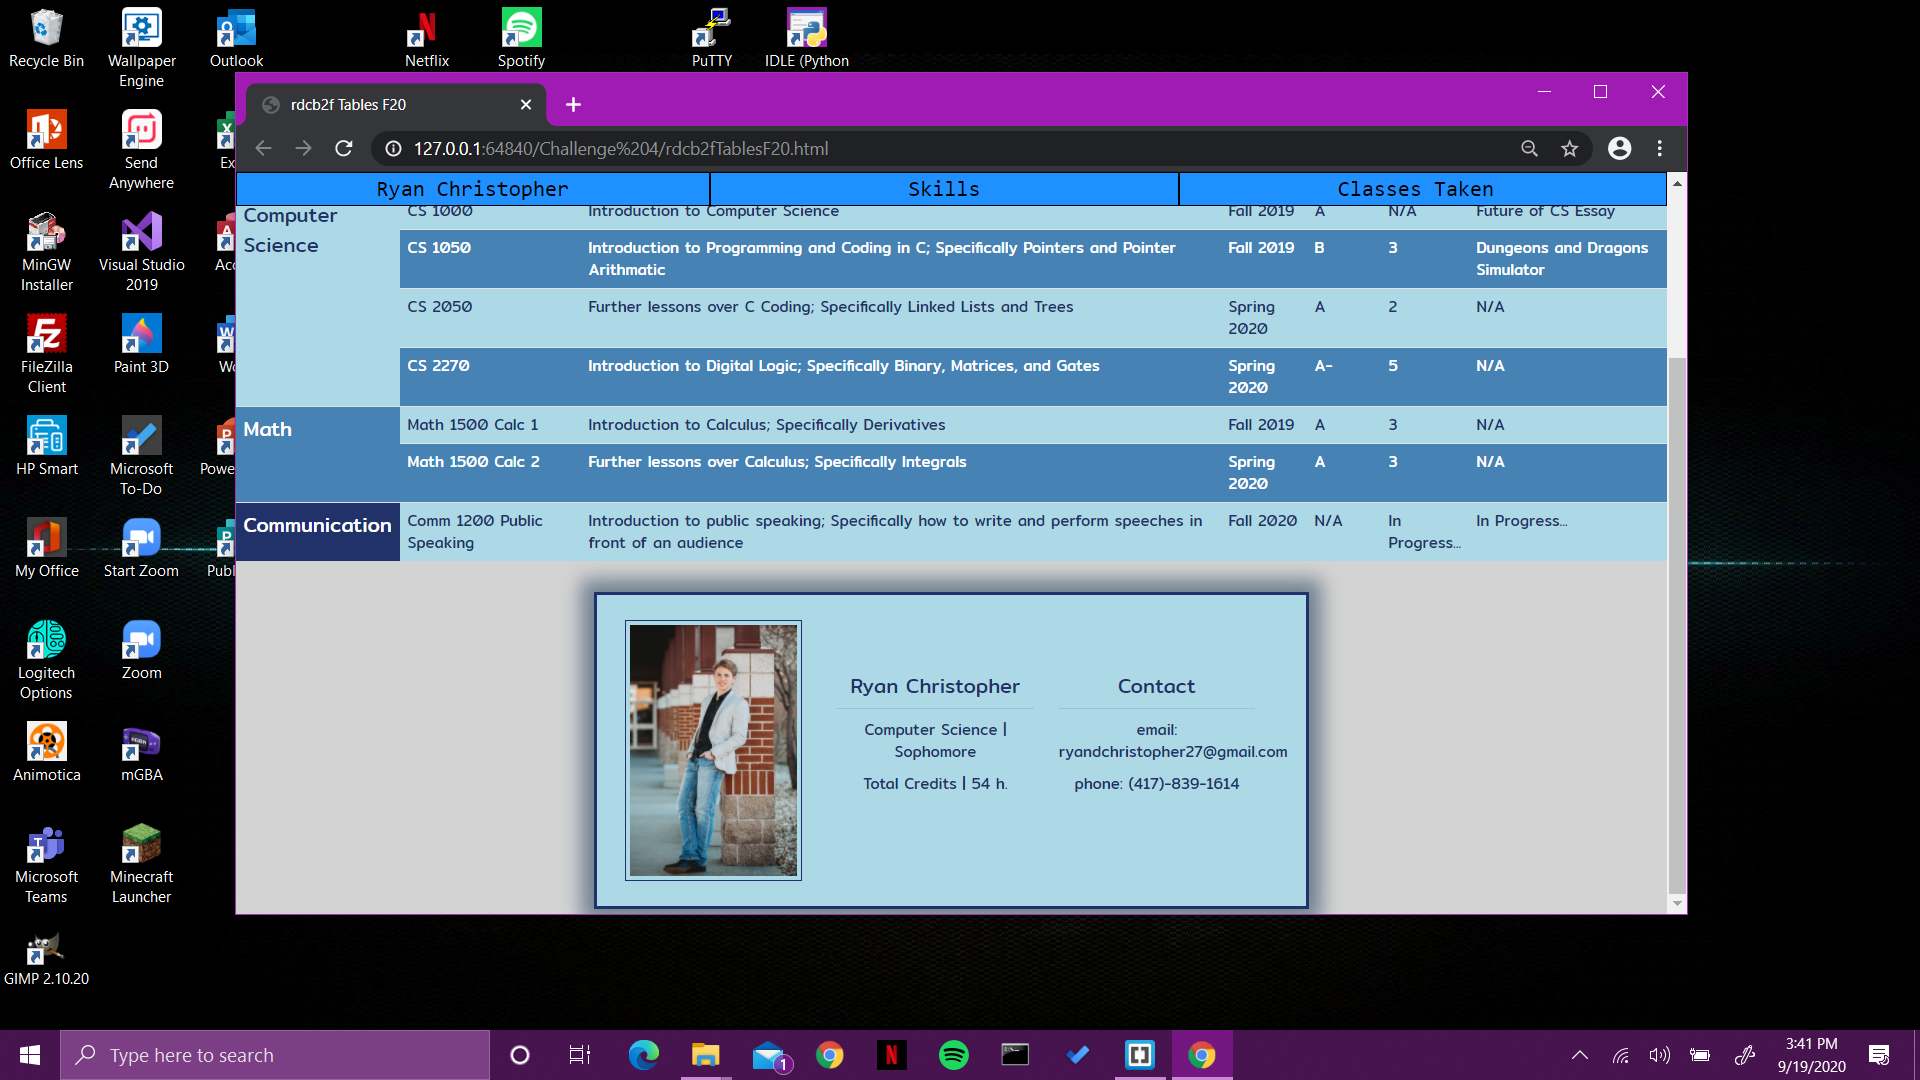 Recycle Bin
Wallpaper
Engine
Outlook
Netflix
Spotify
PuTTY
IDLE (Python
Office Lens
Send
Anywhere
Ex
MinGW
Installer
Visual Studio
2019
Acc
FileZilla
Client
Paint 3D
Wo
HP Smart
Microsoft
To-Do
Powe
My Office
Start Zoom
Publ
Logitech
Options
Zoom
Animotica
mGBA
Microsoft
Teams
Minecraft
Launcher
GIMP 2.10.20
rdcb2f Tables F20
127.0.0.1:64840/Challenge%204/rdcb2fTablesF20.html
Ryan Christopher Skills Classes Taken
Computer
Science
CS 1000 Introduction to Computer Science Fall 2019 A N/A Future of CS Essay
CS 1050 Introduction to Programming and Coding in C; Specifically Pointers and Pointer Fall 2019 B 3 Dungeons and Dragons
Arithmatic Simulator
CS 2050 Further lessons over C Coding; Specifically Linked Lists and Trees Spring A 2 N/A
2020
CS 2270 Introduction to Digital Logic; Specifically Binary, Matrices, and Gates Spring A- 5 N/A
2020
Math Math 1500 Calc 1 Introduction to Calculus; Specifically Derivatives Fall 2019 A 3 N/A
Math 1500 Calc 2 Further lessons over Calculus; Specifically Integrals Spring A 3 N/A
2020
Communication Comm 1200 Public Introduction to public speaking; Specifically how to write and perform speeches in Fall 2020 N/A In In Progress...
Speaking front of an audience Progress...
Ryan Christopher
Computer Science |
Sophomore
Total Credits | 54 h.
Contact
email:
ryandchristopher27@gmail.com
phone: (417)-839-1614
Type here to search
1
3:41 PM
9/19/2020